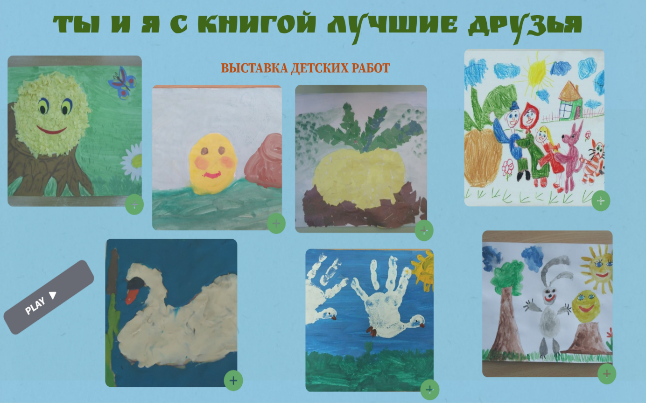 ТЫ И Я С КНИГОЙ ЛУЧШИЕ ДРУЗЬЯ
ВЫСТАВКА ДЕТСКИХ РАБОТ
PLAY